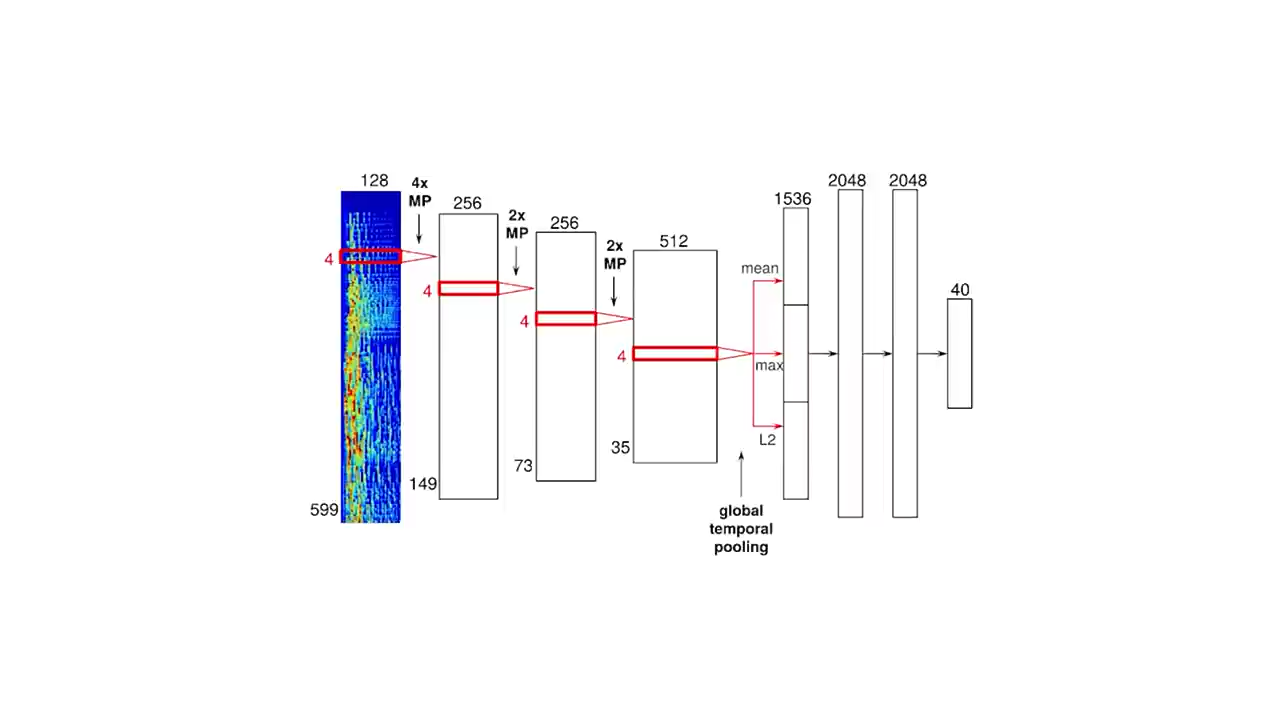 128
4x
MP
256
2x
MP
256
2x
MP
512
1536
2048
2048
40
4
4
4
4
mean
max
L2
599
149
73
35
global
temporal
pooling